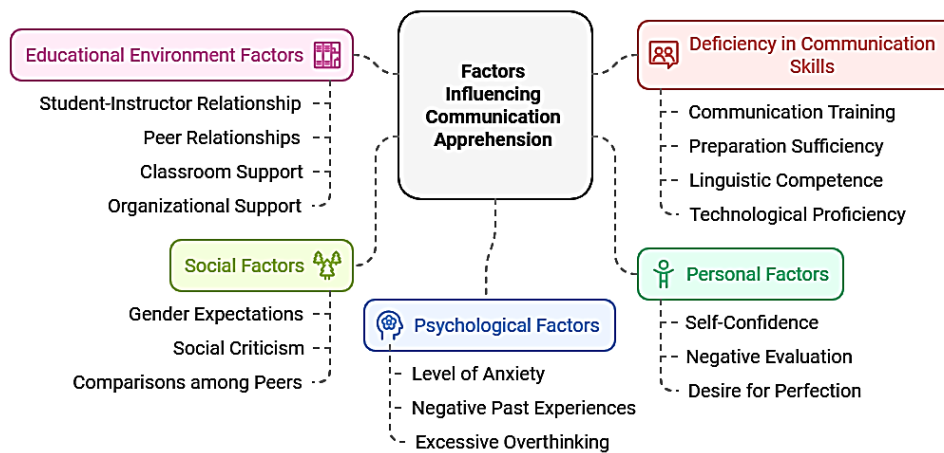 Factors
Influencing
Communication
Apprehension
Educational Environment Factors
Student-Instructor Relationship
Peer Relationships
Classroom Support
Organizational Support
Social Factors
Gender Expectations
Social Criticism
Comparisons among Peers
Psychological Factors
Level of Anxiety
Negative Past Experiences
Excessive Overthinking
Deficiency in Communication
Skills
Communication Training
Preparation Sufficiency
Linguistic Competence
Technological Proficiency
Personal Factors
Self-Confidence
Negative Evaluation
Desire for Perfection